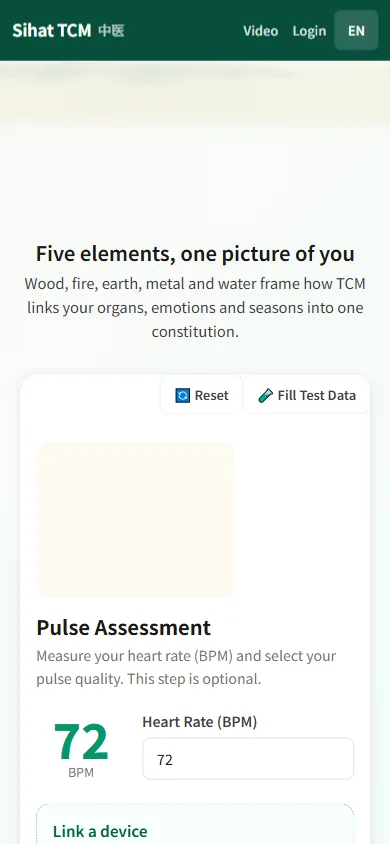 Sihat TCM 中医
Video Login EN
Five elements, one picture of you
Wood, fire, earth, metal and water frame how TCM
links your organs, emotions and seasons into one
constitution.
Reset
Fill Test Data
Pulse Assessment
Measure your heart rate (BPM) and select your
pulse quality. This step is optional.
72
BPM
Heart Rate (BPM)
72
Link a device